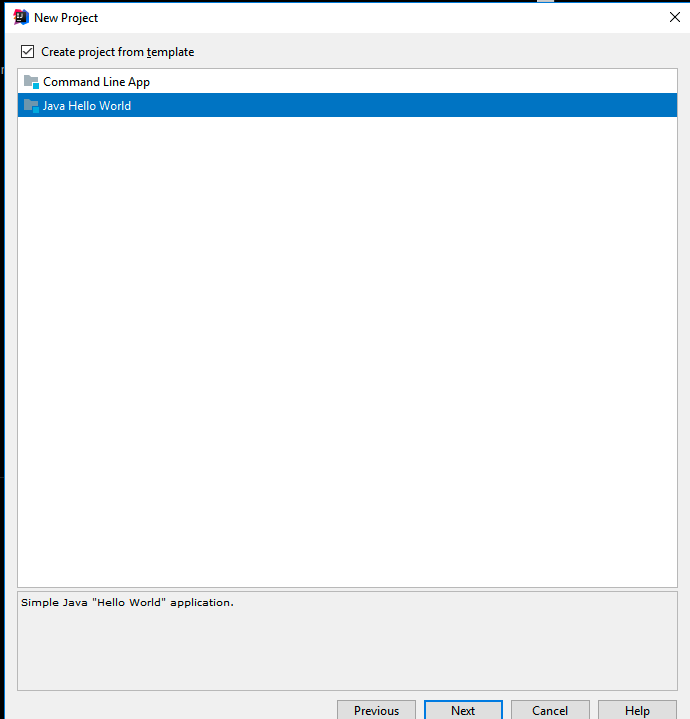 New Project
Create project from template
Command Line App
Java Hello World
Simple Java "Hello World" application.
Previous Next Cancel Help